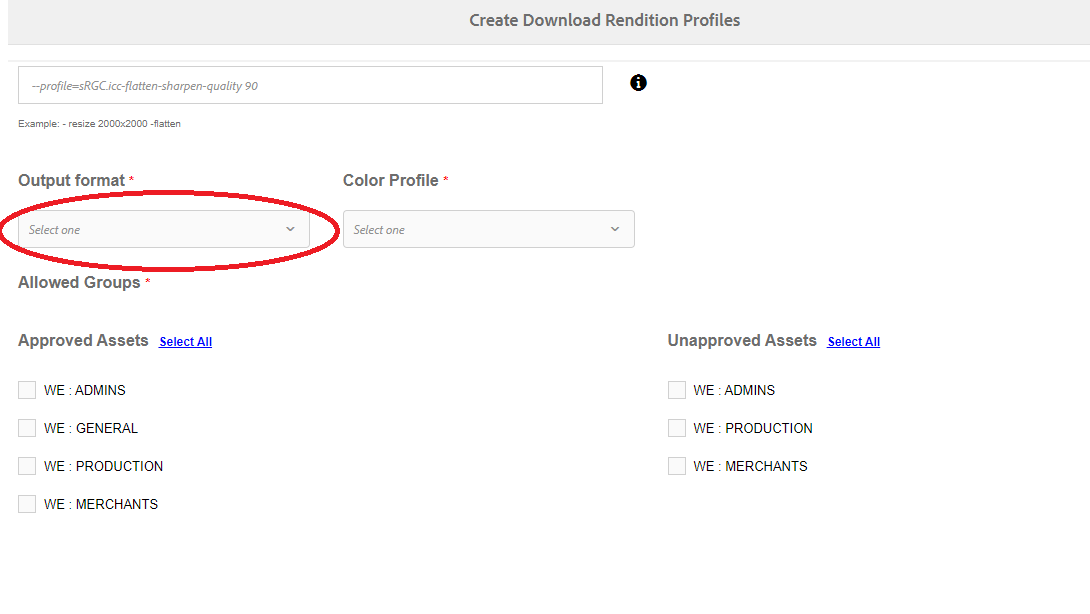 Create Download Rendition Profiles
--profile=sRGC.icc-flatten-sharpen-quality 90
Example: - resize 2000x2000 -flatten
Output format * Color Profile *
Select one Select one
Allowed Groups *
Approved Assets Select All Unapproved Assets Select All
WE : ADMINS WE : ADMINS
WE : GENERAL WE : PRODUCTION
WE : PRODUCTION WE : MERCHANTS
WE : MERCHANTS